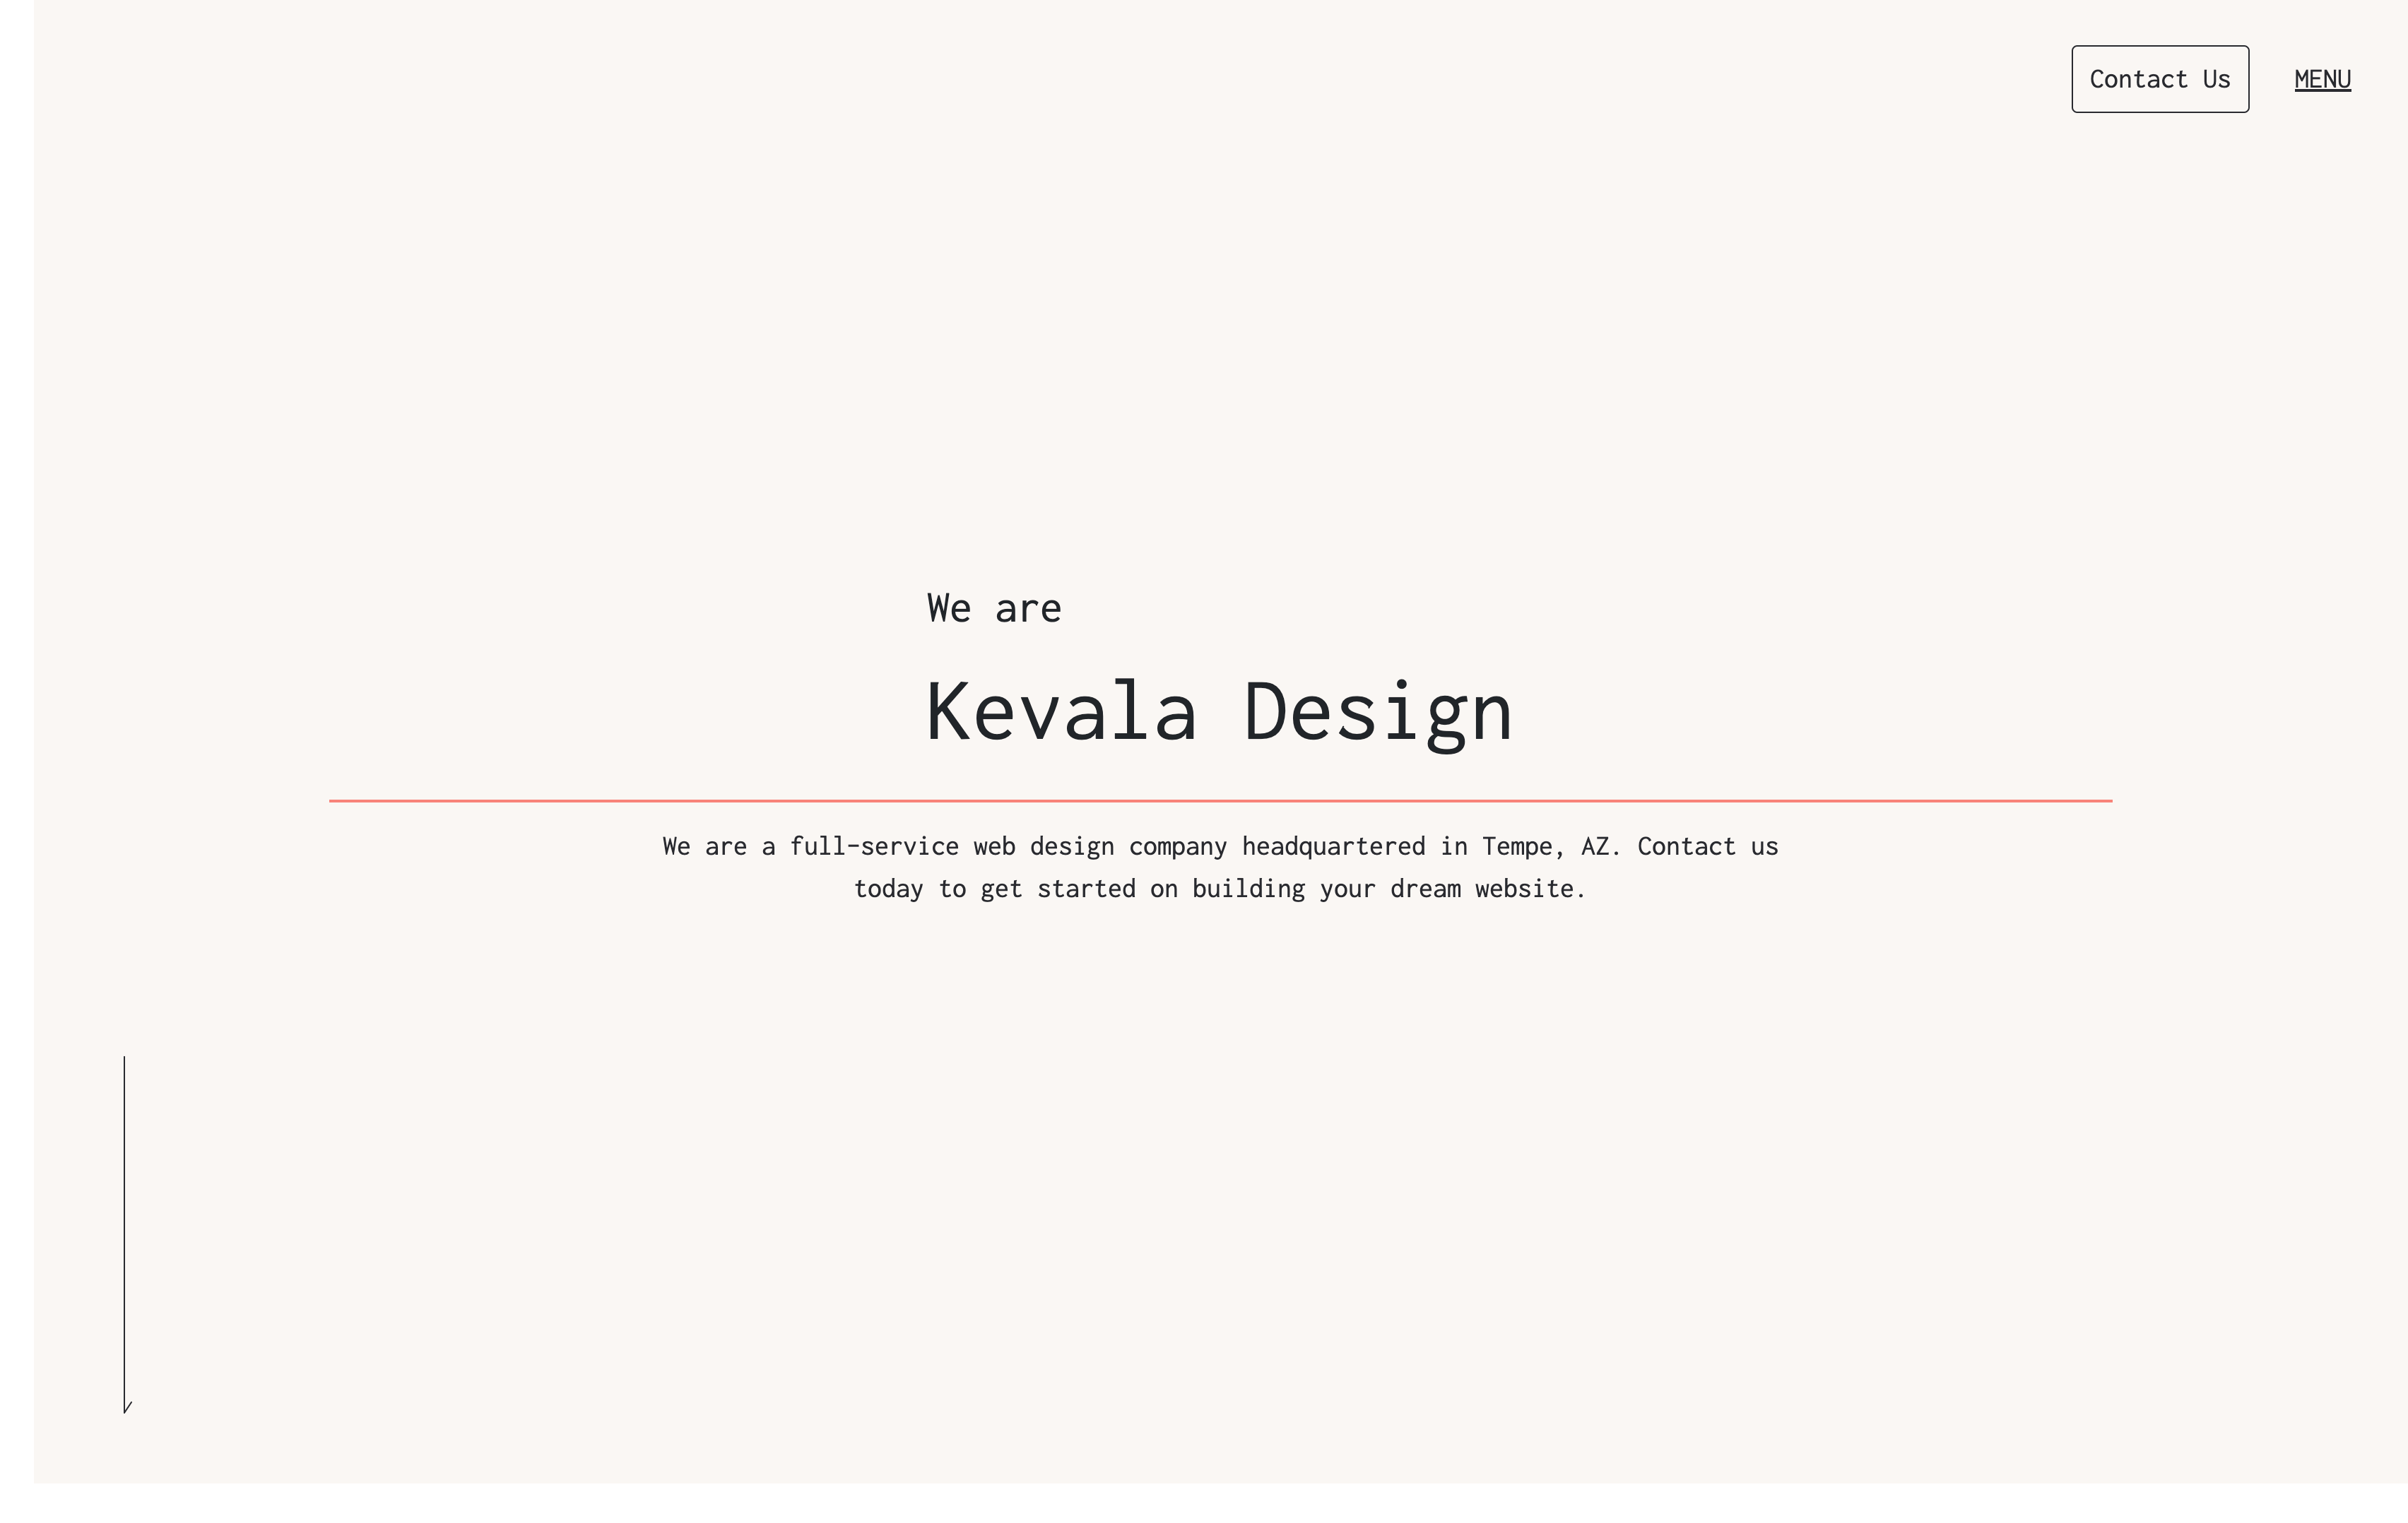 Contact Us MENU
We are
Kevala Design
We are a full-service web design company headquartered in Tempe, AZ. Contact us
today to get started on building your dream website.